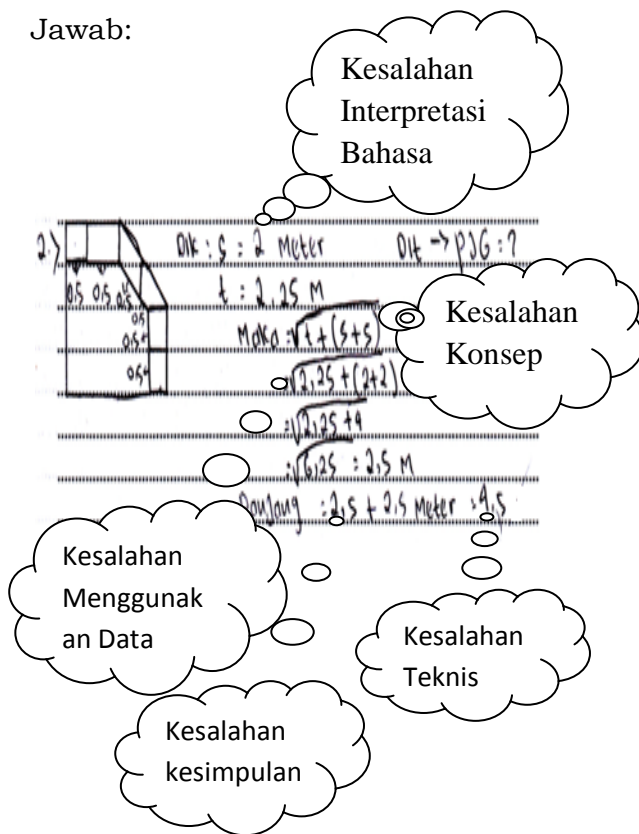 Jawab:
Kesalahan
Interpretasi
Bahasa
2.) Dik : S = 2 Meter Dit → PJG = ?
0.5 0.5 0.5 t = 2,25 M
0.5
Maka = √t + (s+s)
Kesalahan
Konsep
0.5
= √2,25 + (2+2)
0.5
= √2,25 + 4
= √6,25 = 2,5 M
Panjang = 2,5 + 2.5 Meter = 4,5
Kesalahan
Menggunak
an Data
Kesalahan
Teknis
Kesalahan
kesimpulan